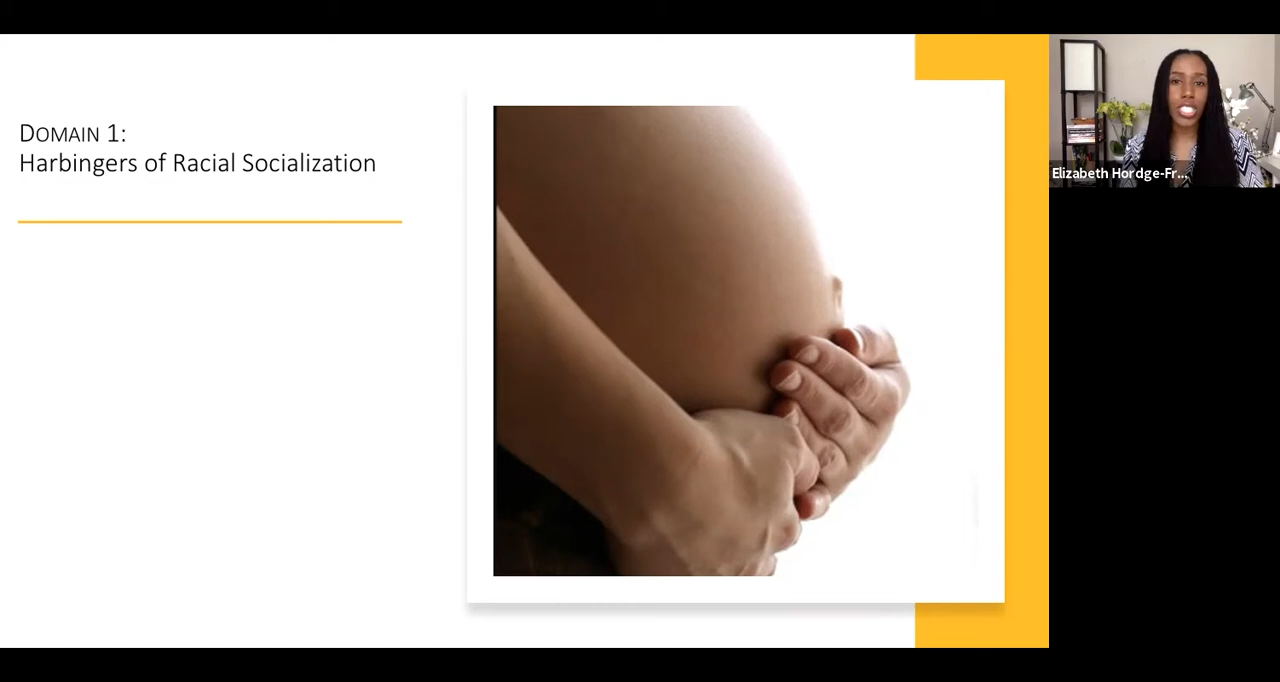 DOMAIN 1:
Harbingers of Racial Socialization
Elizabeth Hordge-Fr...